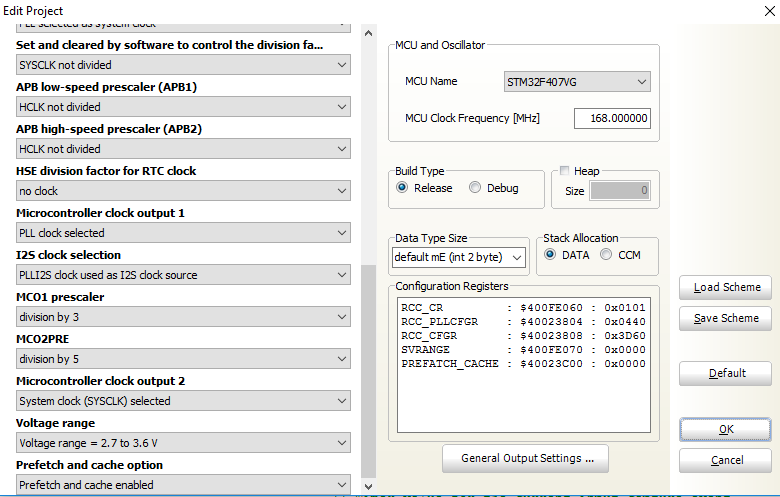 Edit Project
PLL selected as system clock
Set and cleared by software to control the division fa...
SYSCLK not divided
APB low-speed prescaler (APB1)
HCLK not divided
APB high-speed prescaler (APB2)
HCLK not divided
HSE division factor for RTC clock
no clock
Microcontroller clock output 1
PLL clock selected
I2S clock selection
PLLI2S clock used as I2S clock source
MCO1 prescaler
division by 3
MCO2PRE
division by 5
Microcontroller clock output 2
System clock (SYSCLK) selected
Voltage range
Voltage range = 2.7 to 3.6 V
Prefetch and cache option
Prefetch and cache enabled
MCU and Oscillator
MCU Name STM32F407VG
MCU Clock Frequency [MHz] 168.000000
Build Type
Release Debug
Heap
Size 0
Data Type Size
default mE (int 2 byte)
Stack Allocation
DATA CCM
Configuration Registers
RCC_CR : $400FE060 : 0x0101
RCC_PLLCFGR : $40023804 : 0x0440
RCC_CFGR : $40023808 : 0x3D60
SVRANGE : $400FE070 : 0x0000
PREFATCH_CACHE : $40023C00 : 0x0000
General Output Settings ...
Load Scheme
Save Scheme
Default
OK
Cancel